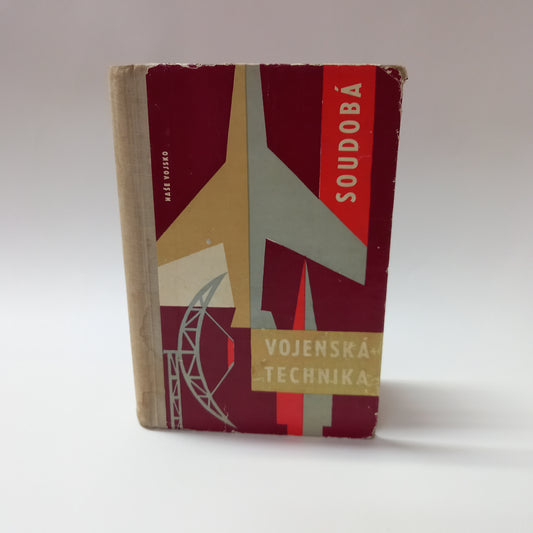 SOUDOBÁ
NAŠE VOJSKO
VOJENSKÁ
TECHNIKA